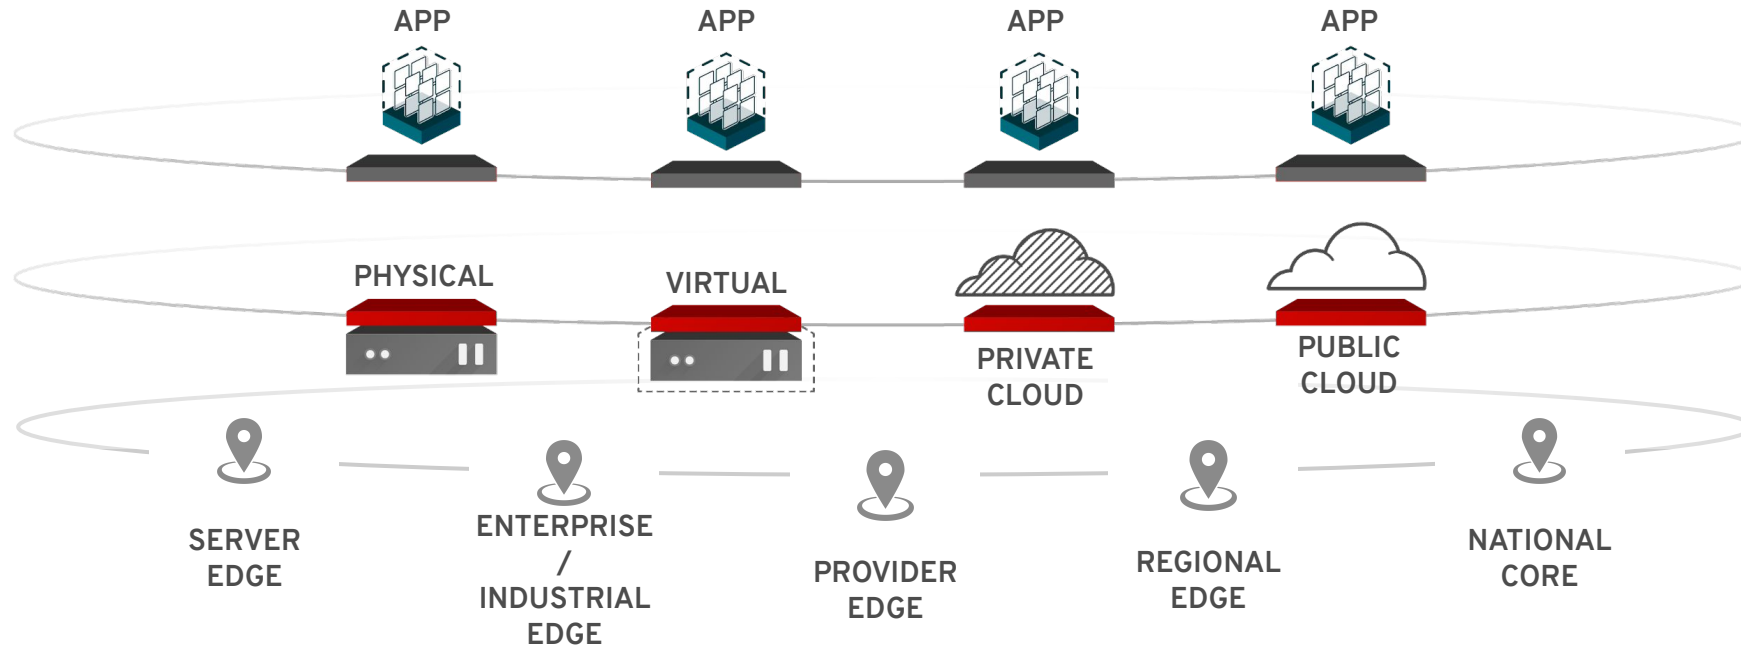 APP
APP
APP
APP
PHYSICAL
VIRTUAL
PRIVATE
CLOUD
PUBLIC
CLOUD
SERVER
EDGE
ENTERPRISE
/
INDUSTRIAL
EDGE
PROVIDER
EDGE
REGIONAL
EDGE
NATIONAL
CORE